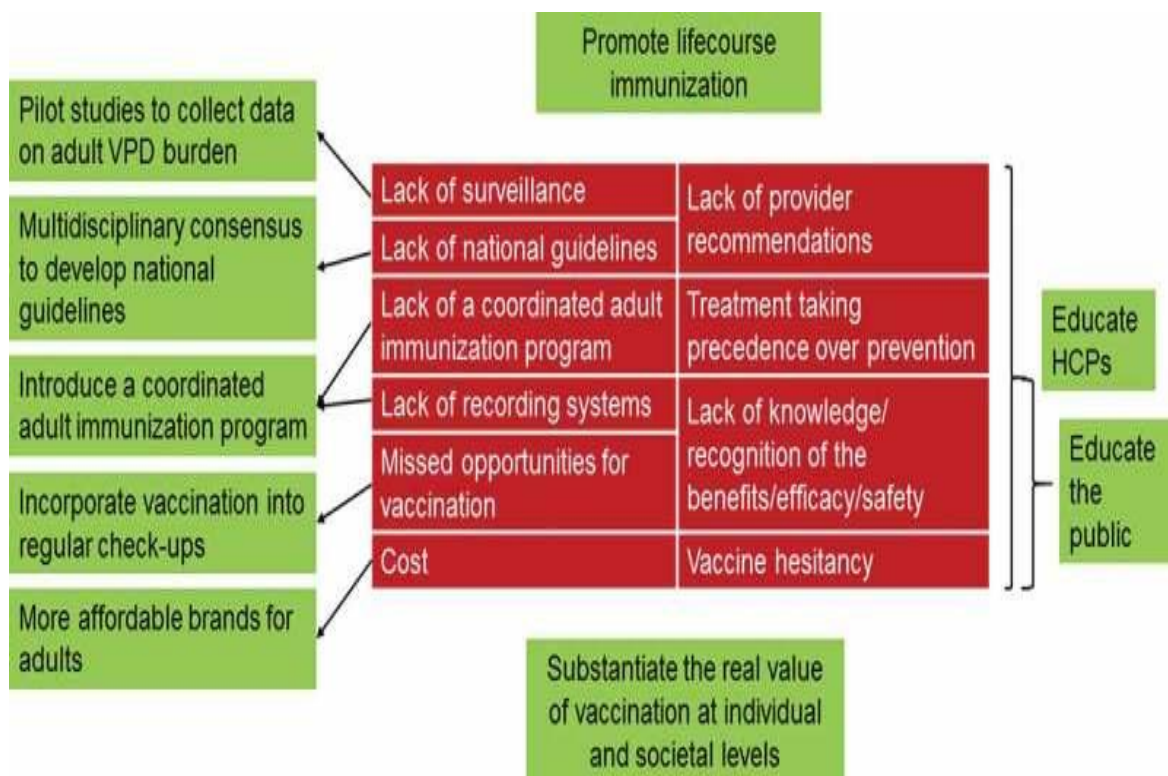 Promote lifecourse
immunization
Pilot studies to collect data
on adult VPD burden
Multidisciplinary consensus
to develop national
guidelines
Introduce a coordinated
adult immunization program
Incorporate vaccination into
regular check-ups
More affordable brands for
adults
Lack of surveillance
Lack of national guidelines
Lack of a coordinated adult
immunization program
Lack of recording systems
Missed opportunities for
vaccination
Cost
Lack of provider
recommendations
Treatment taking
precedence over prevention
Lack of knowledge/
recognition of the
benefits/efficacy/safety
Vaccine hesitancy
Educate
HCPs
Educate
the
public
Substantiate the real value
of vaccination at individual
and societal levels